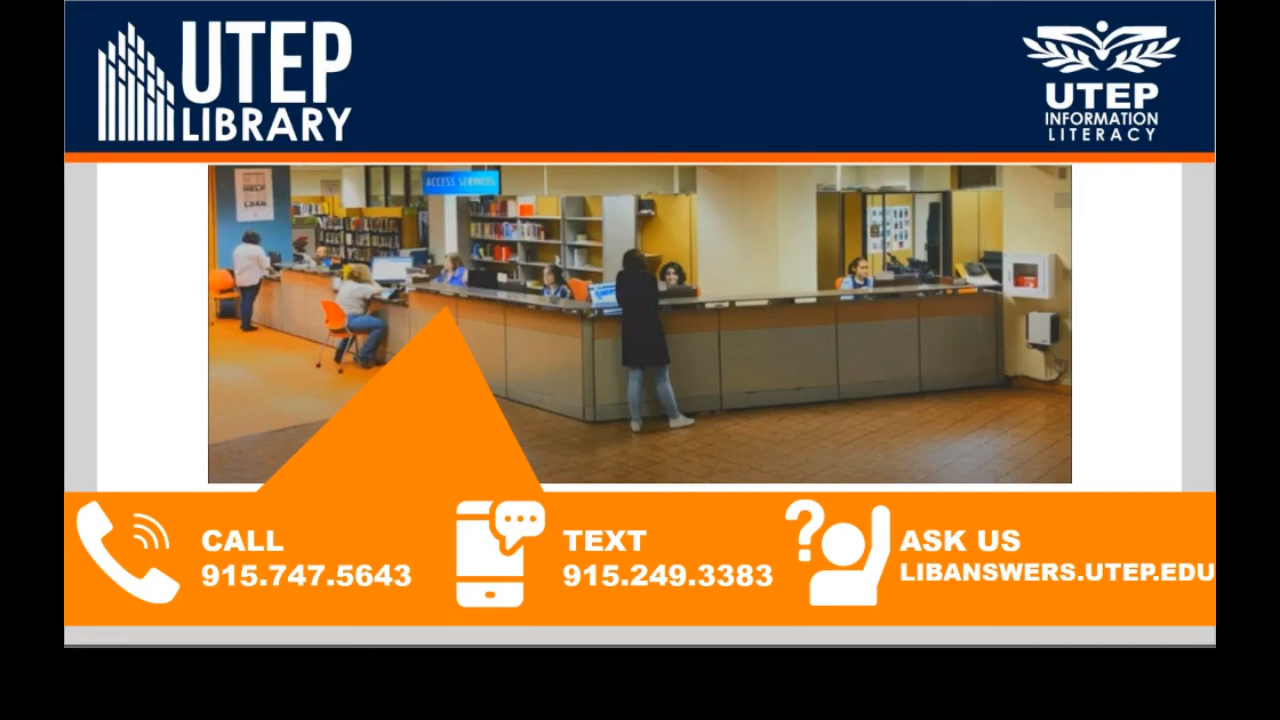 UTEP
LIBRARY
UTEP
INFORMATION
LITERACY
HELP
ACCESS SERVICES
CALL
915.747.5643
TEXT
915.249.3383
ASK US
LIBANSWERS.UTEP.EDU